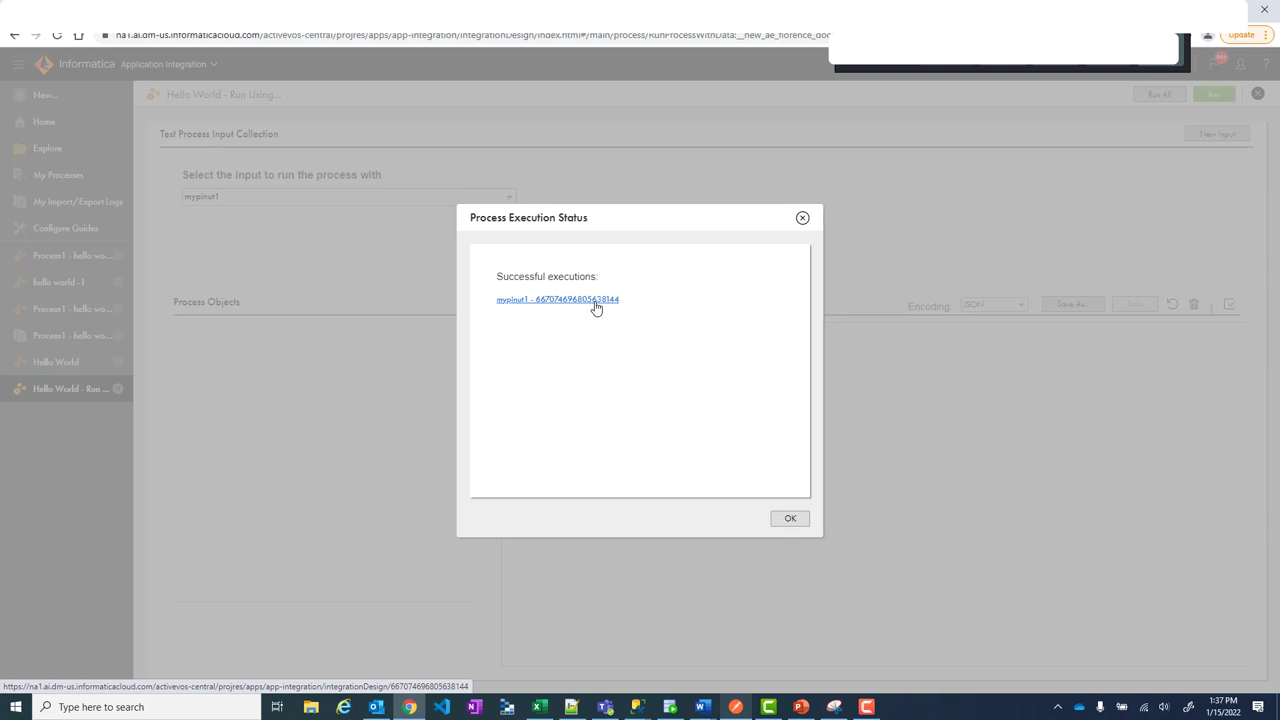 na1.ai.dm-us.informaticacloud.com/activevos-central/projres/apps/app-integration/integrationDesign/index.html#/main/process/RunProcessWithData:__new_ae_florence_doc
Update
Informatica Application Integration
99+
?
New...
Hello World - Run Using...
Run All
Run
Home
Test Process Input Collection
New Input
Explore
My Processes
Select the input to run the process with
My Import/Export Logs
mypinut1
Configure Guides
Process Execution Status
Process1 - hello wo...
hello world -1
Successful executions:
Process1 - hello wo...
mypinut1 - 667074696805638144
Process Objects
Encoding
JSON
Save As..
Save
Process1 - hello wo...
Hello World
Hello World - Run ...
OK
https://na1.ai.dm-us.informaticacloud.com/activevos-central/projres/apps/app-integration/integrationDesign/667074696805638144
Type here to search
1:37 PM
1/15/2022